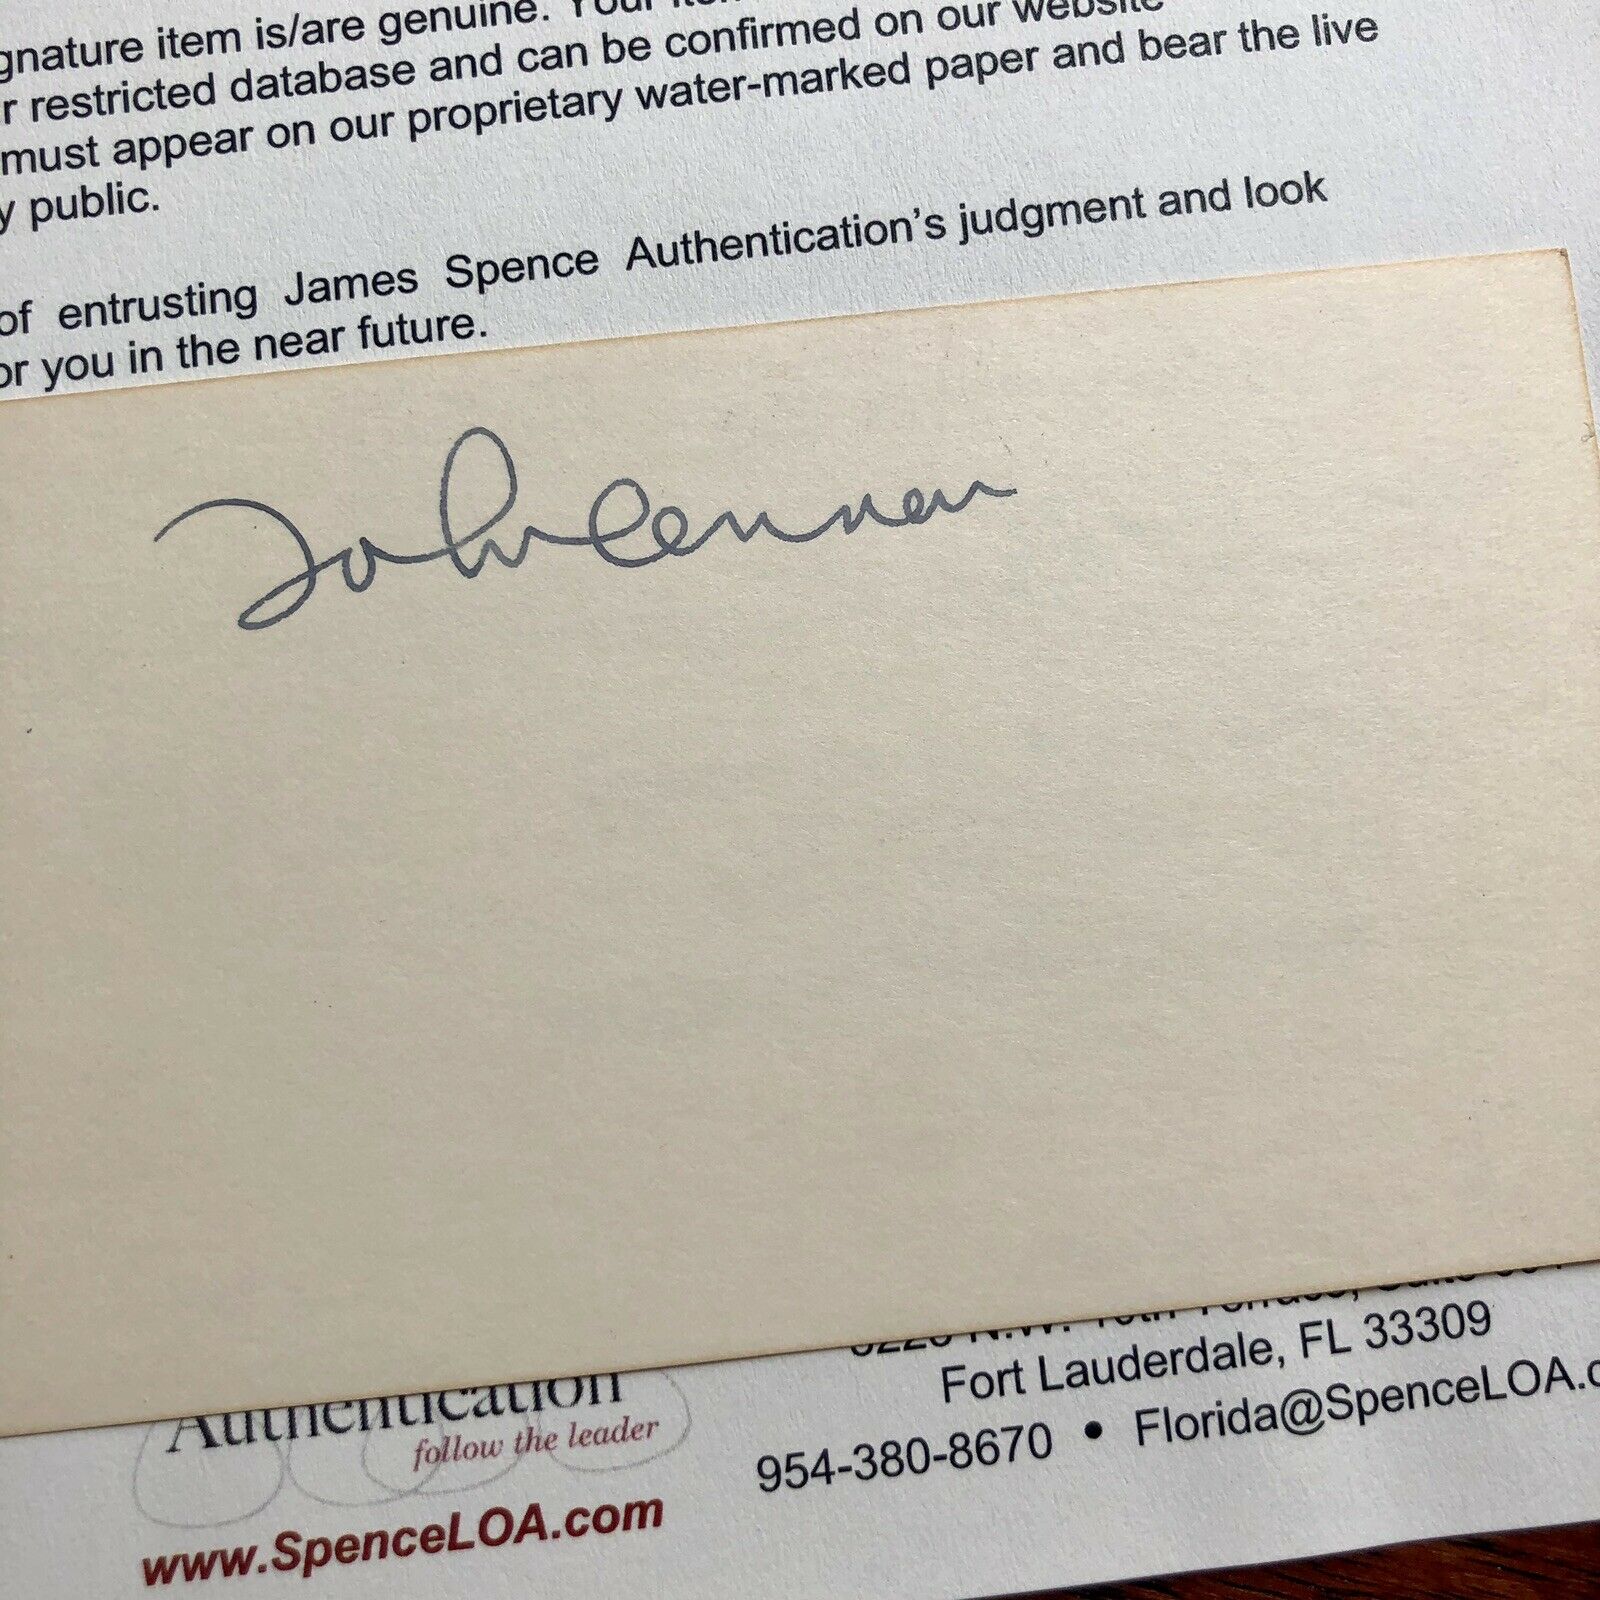 gnature item is/are genuine. Your
r restricted database and can be confirmed on our website
must appear on our proprietary water-marked paper and bear the live
y public.
of entrusting James Spence Authentication's judgment and look
or you in the near future.
John Lennon
N.W.
Fort Lauderdale, FL 33309
954-380-8670 • Florida@SpenceLOA.c
Authentication
follow the leader
www.SpenceLOA.com